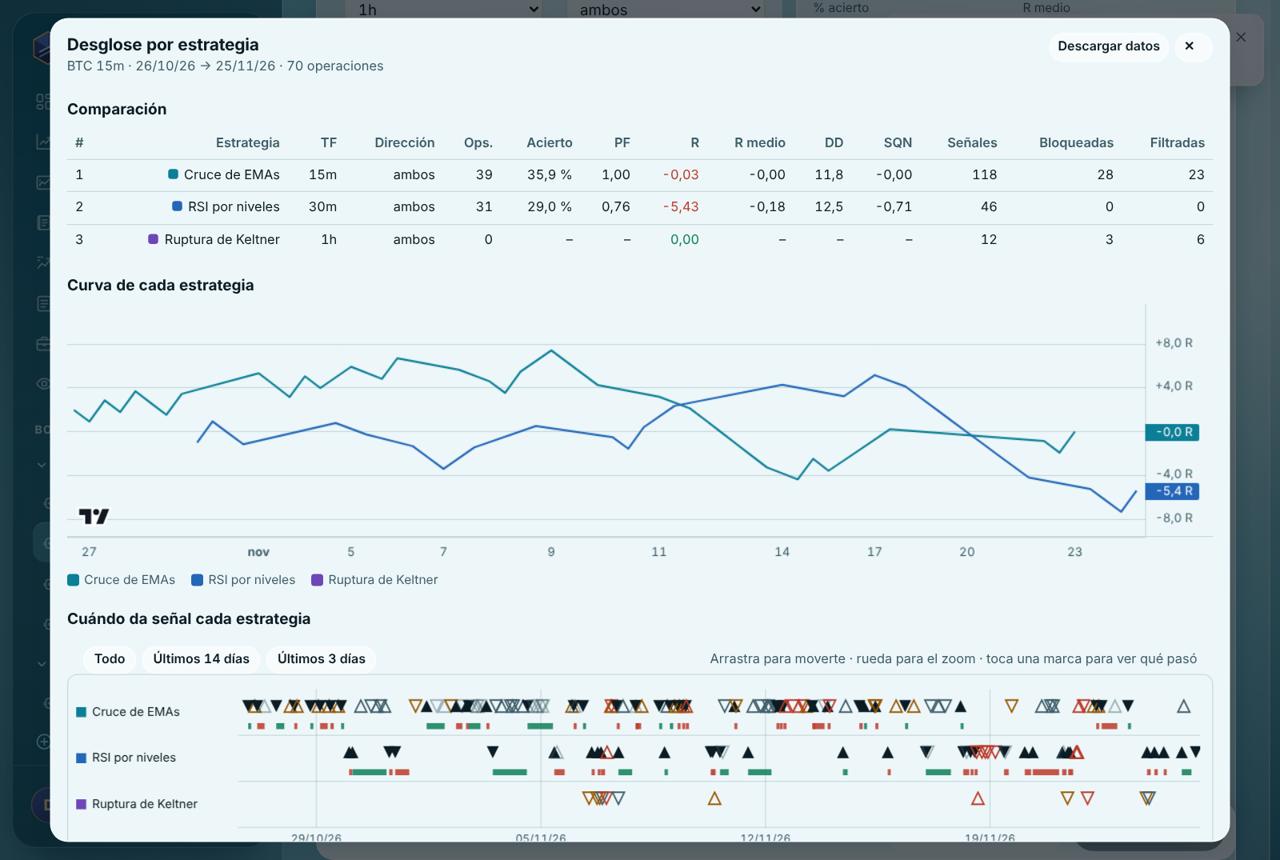 1h ambos % acierto R medio
Desglose por estrategia
BTC 15m · 26/10/26 → 25/11/26 · 70 operaciones
Descargar datos ×
Comparación
# Estrategia TF Dirección Ops. Acierto PF R R medio DD SQN Señales Bloqueadas Filtradas
1 Cruce de EMAs 15m ambos 39 35,9 % 1,00 -0,03 -0,00 11,8 -0,00 118 28 23
2 RSI por niveles 30m ambos 31 29,0 % 0,76 -5,43 -0,18 12,5 -0,71 46 0 0
3 Ruptura de Keltner 1h ambos 0 – – 0,00 – – – 12 3 6
Curva de cada estrategia
+8,0 R
+4,0 R
-0,0 R
-4,0 R
-5,4 R
-8,0 R
27 nov 5 7 9 11 14 17 20 23
Cruce de EMAs RSI por niveles Ruptura de Keltner
Cuándo da señal cada estrategia
Todo Últimos 14 días Últimos 3 días Arrastra para moverte · rueda para el zoom · toca una marca para ver qué pasó
Cruce de EMAs
RSI por niveles
Ruptura de Keltner
29/10/26 05/11/26 12/11/26 19/11/26